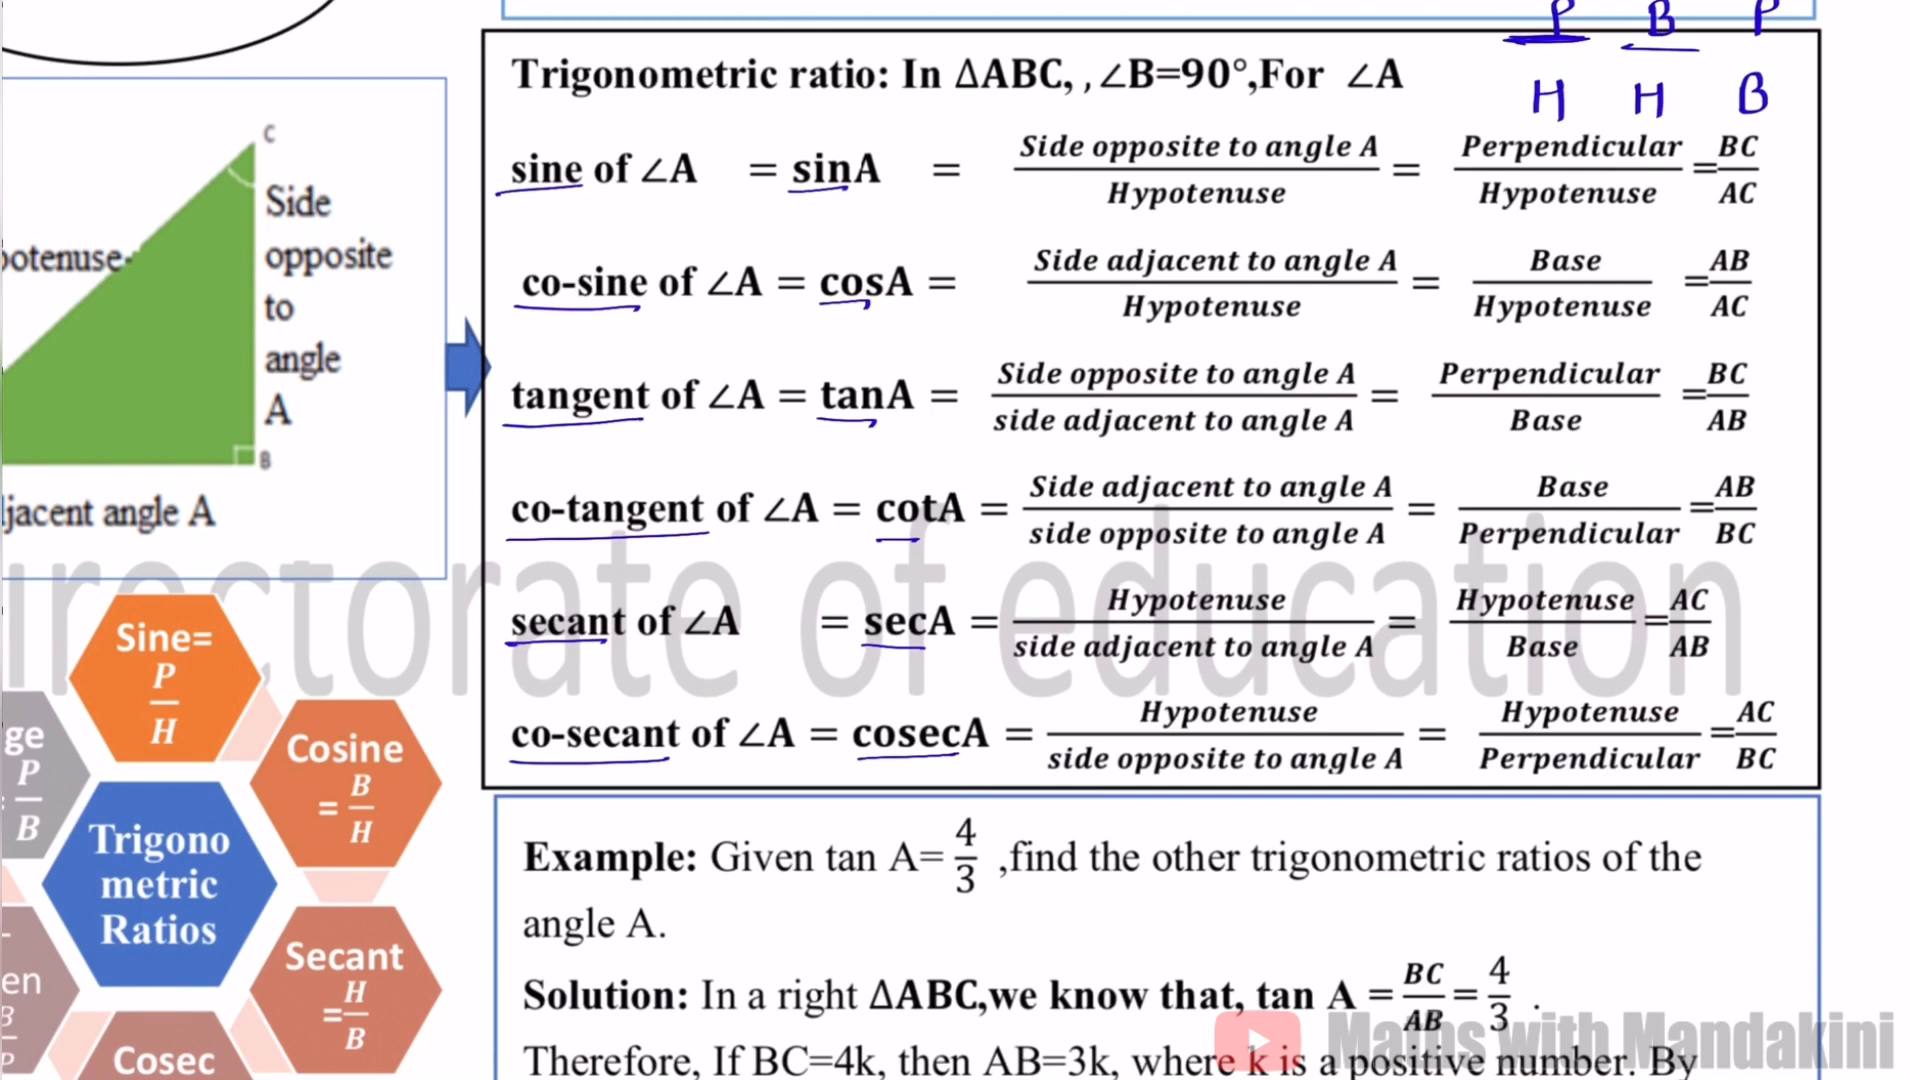 P B P
H H B
Trigonometric ratio: In ΔABC, ,∠B=90°,For ∠A
sine of ∠A = sinA = Side opposite to angle A / Hypotenuse = Perpendicular / Hypotenuse = BC / AC
co-sine of ∠A = cosA = Side adjacent to angle A / Hypotenuse = Base / Hypotenuse = AB / AC
tangent of ∠A = tanA = Side opposite to angle A / side adjacent to angle A = Perpendicular / Base = BC / AB
co-tangent of ∠A = cotA = Side adjacent to angle A / side opposite to angle A = Base / Perpendicular = AB / BC
secant of ∠A = secA = Hypotenuse / side adjacent to angle A = Hypotenuse / Base = AC / AB
co-secant of ∠A = cosecA = Hypotenuse / side opposite to angle A = Hypotenuse / Perpendicular = AC / BC
C
Side
opposite
to
angle
A
potenuse
B
jacent angle A
irectorate of education
Sine=
P / H
Cosine
= B / H
ge
P / B
Trigono
metric
Ratios
Secant
= H / B
en
B / P
Cosec
Example: Given tan A= 4/3 ,find the other trigonometric ratios of the
angle A.
Solution: In a right ΔABC,we know that, tan A = BC / AB = 4/3 .
Therefore, If BC=4k, then AB=3k, where k is a positive number. By
Maths with Mandakini